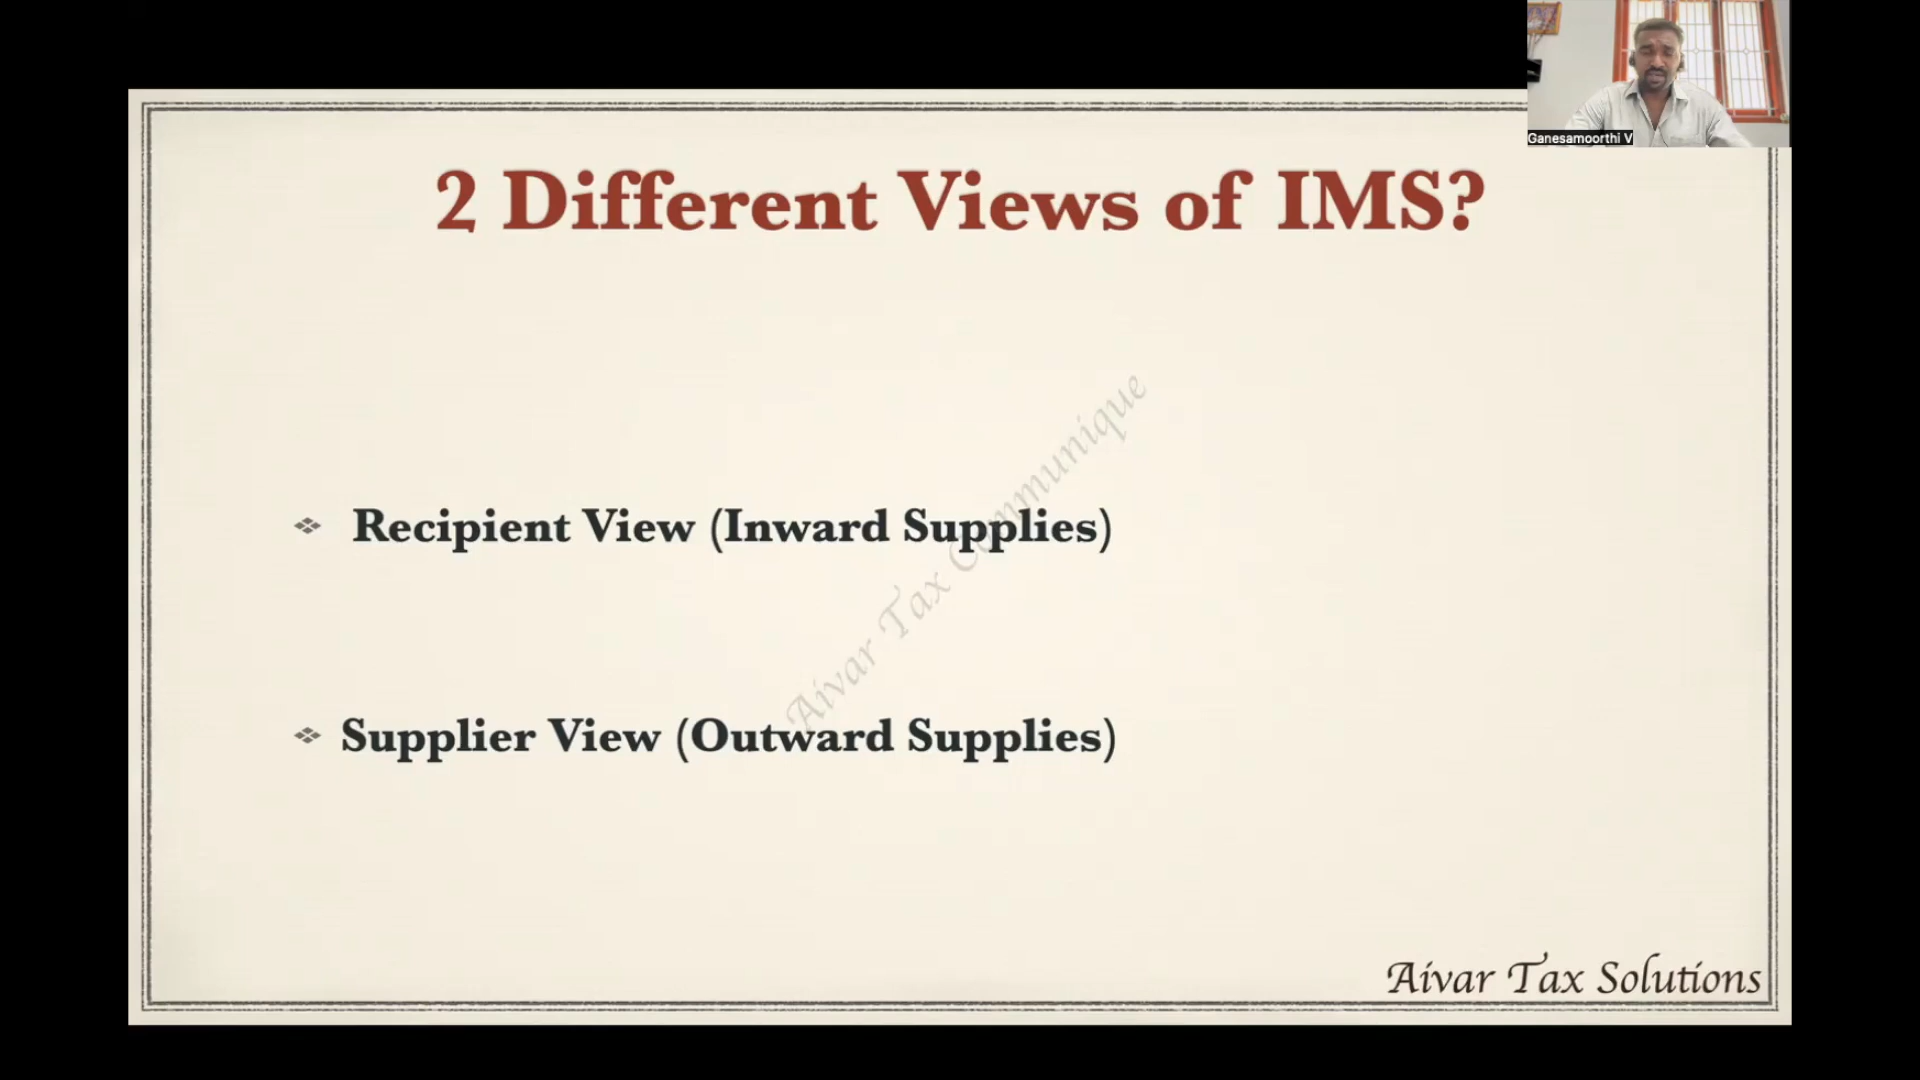 Ganesamoorthi V
2 Different Views of IMS?
Recipient View (Inward Supplies)
Supplier View (Outward Supplies)
Aivar Tax Communique
Aivar Tax Solutions